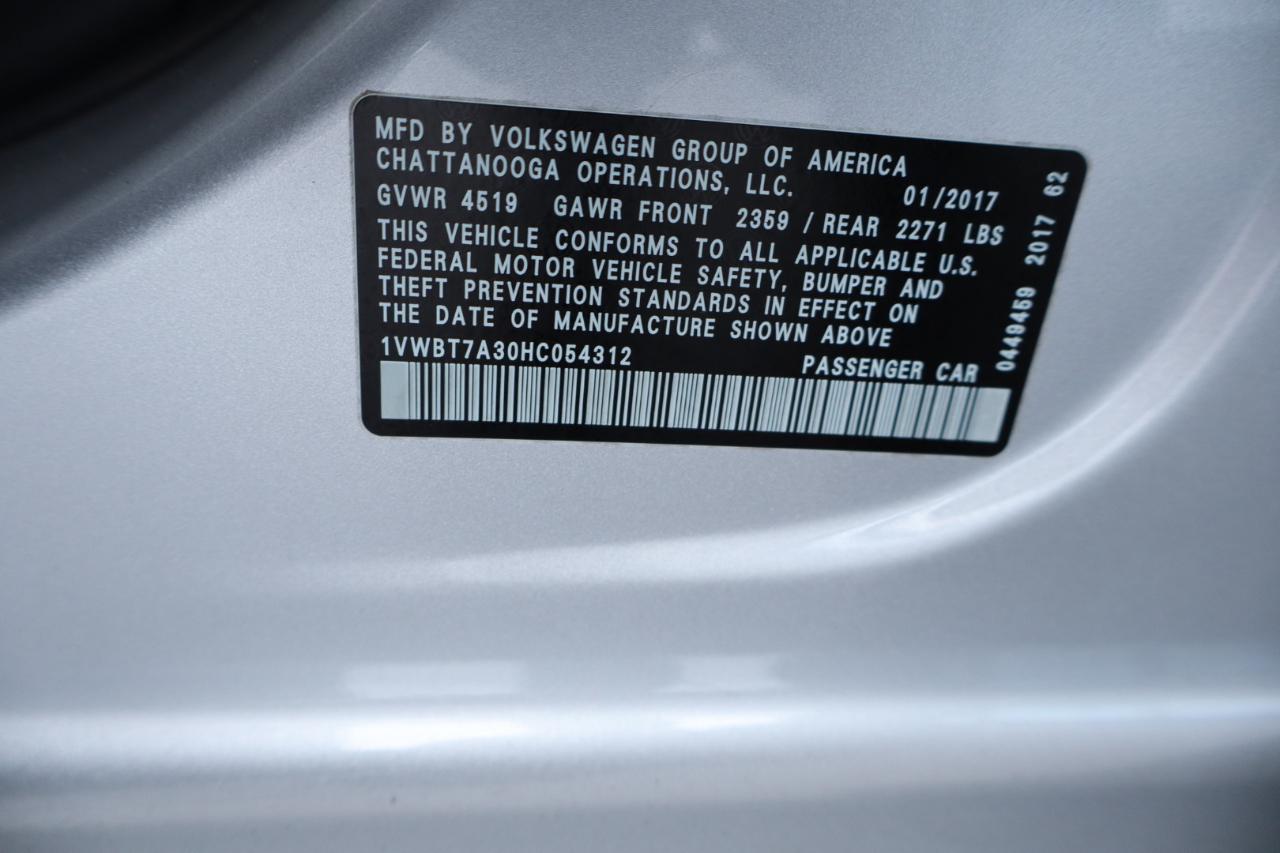 MFD BY VOLKSWAGEN GROUP OF AMERICA
CHATTANOOGA OPERATIONS, LLC. 01/2017
GVWR 4519 GAWR FRONT 2359 / REAR 2271 LBS
THIS VEHICLE CONFORMS TO ALL APPLICABLE U.S.
FEDERAL MOTOR VEHICLE SAFETY, BUMPER AND
THEFT PREVENTION STANDARDS IN EFFECT ON
THE DATE OF MANUFACTURE SHOWN ABOVE
1VWBT7A30HC054312 PASSENGER CAR
0449459 2017 62